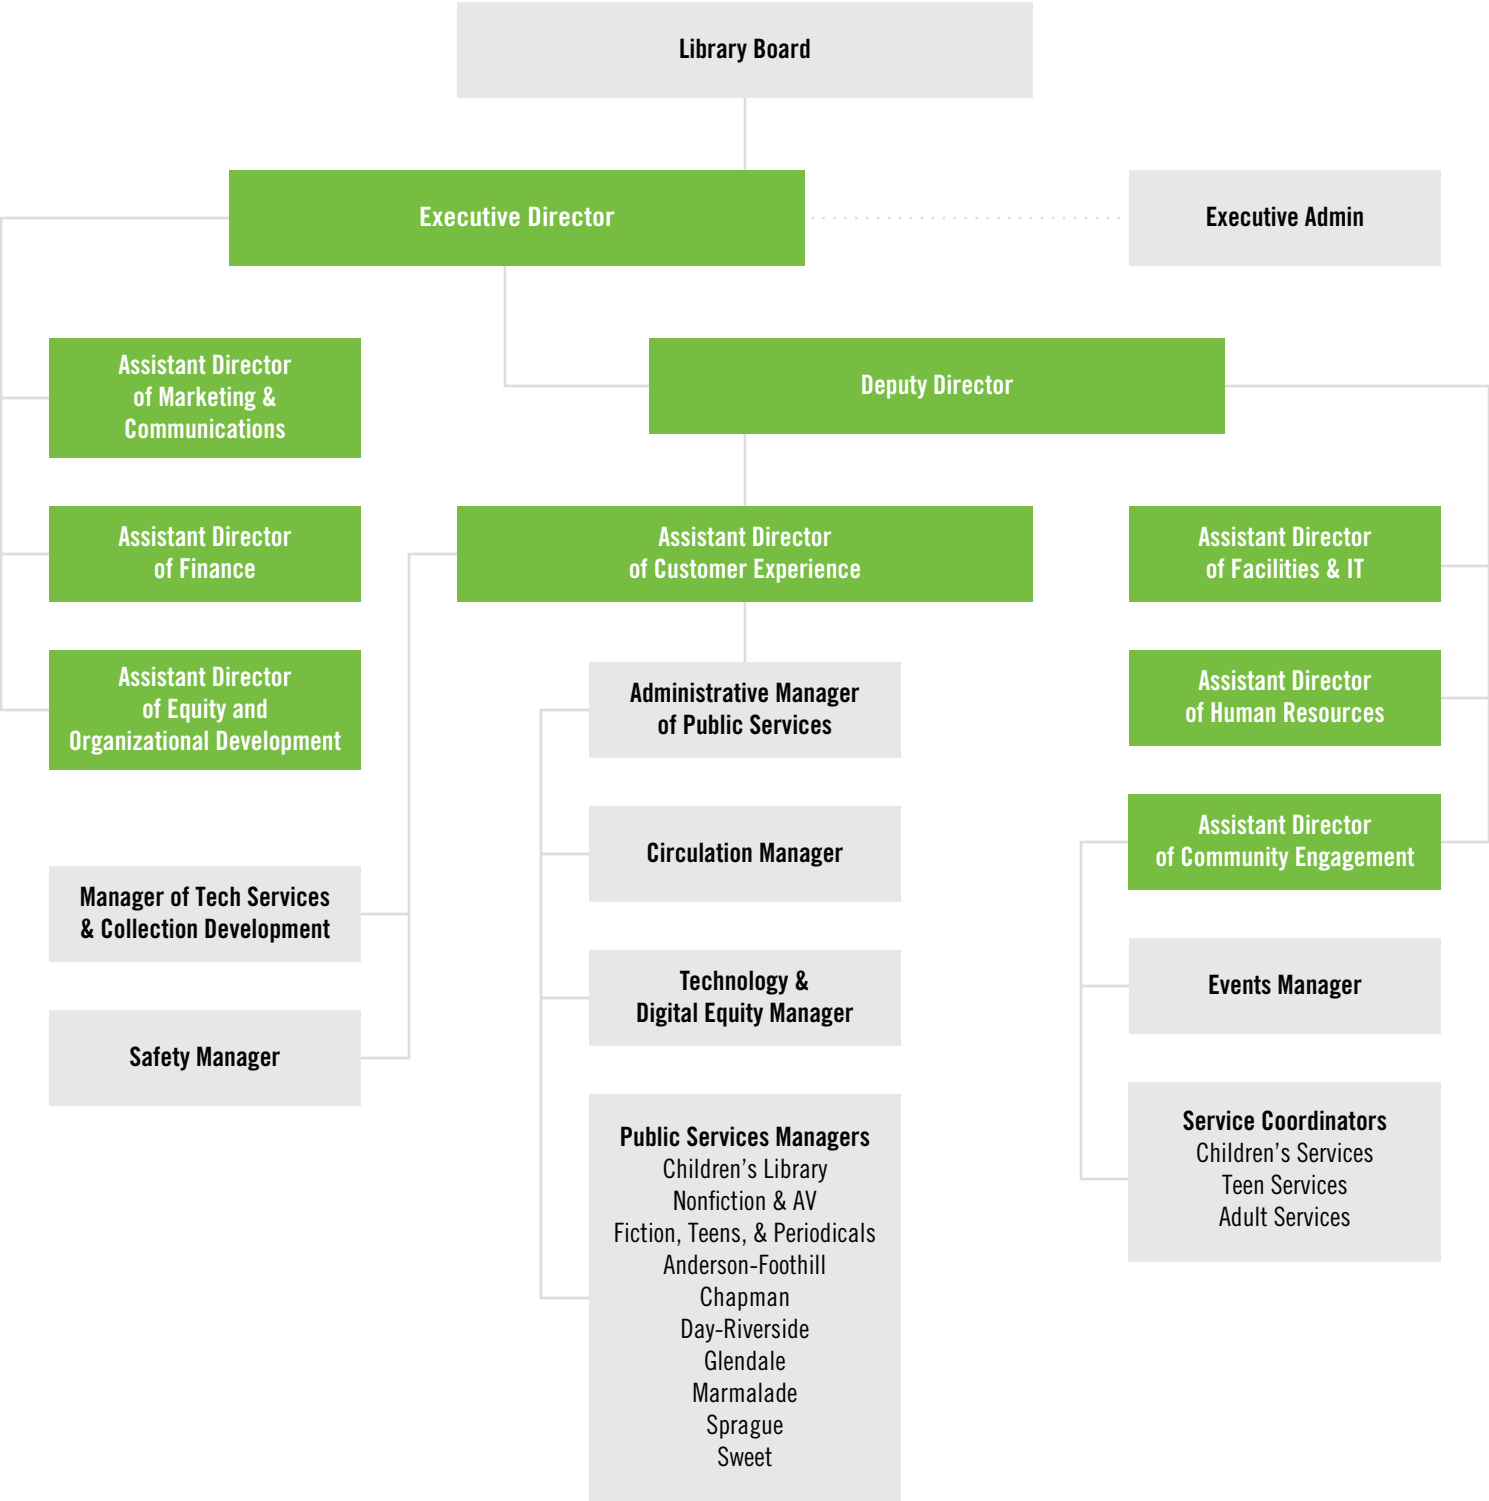 Library Board
Executive Director
Executive Admin
Assistant Director
of Marketing &
Communications
Deputy Director
Assistant Director
of Finance
Assistant Director
of Customer Experience
Assistant Director
of Facilities & IT
Assistant Director
of Equity and
Organizational Development
Administrative Manager
of Public Services
Assistant Director
of Human Resources
Circulation Manager
Assistant Director
of Community Engagement
Manager of Tech Services
& Collection Development
Technology &
Digital Equity Manager
Events Manager
Safety Manager
Public Services Managers
Children’s Library
Nonfiction & AV
Fiction, Teens, & Periodicals
Anderson-Foothill
Chapman
Day-Riverside
Glendale
Marmalade
Sprague
Sweet
Service Coordinators
Children’s Services
Teen Services
Adult Services